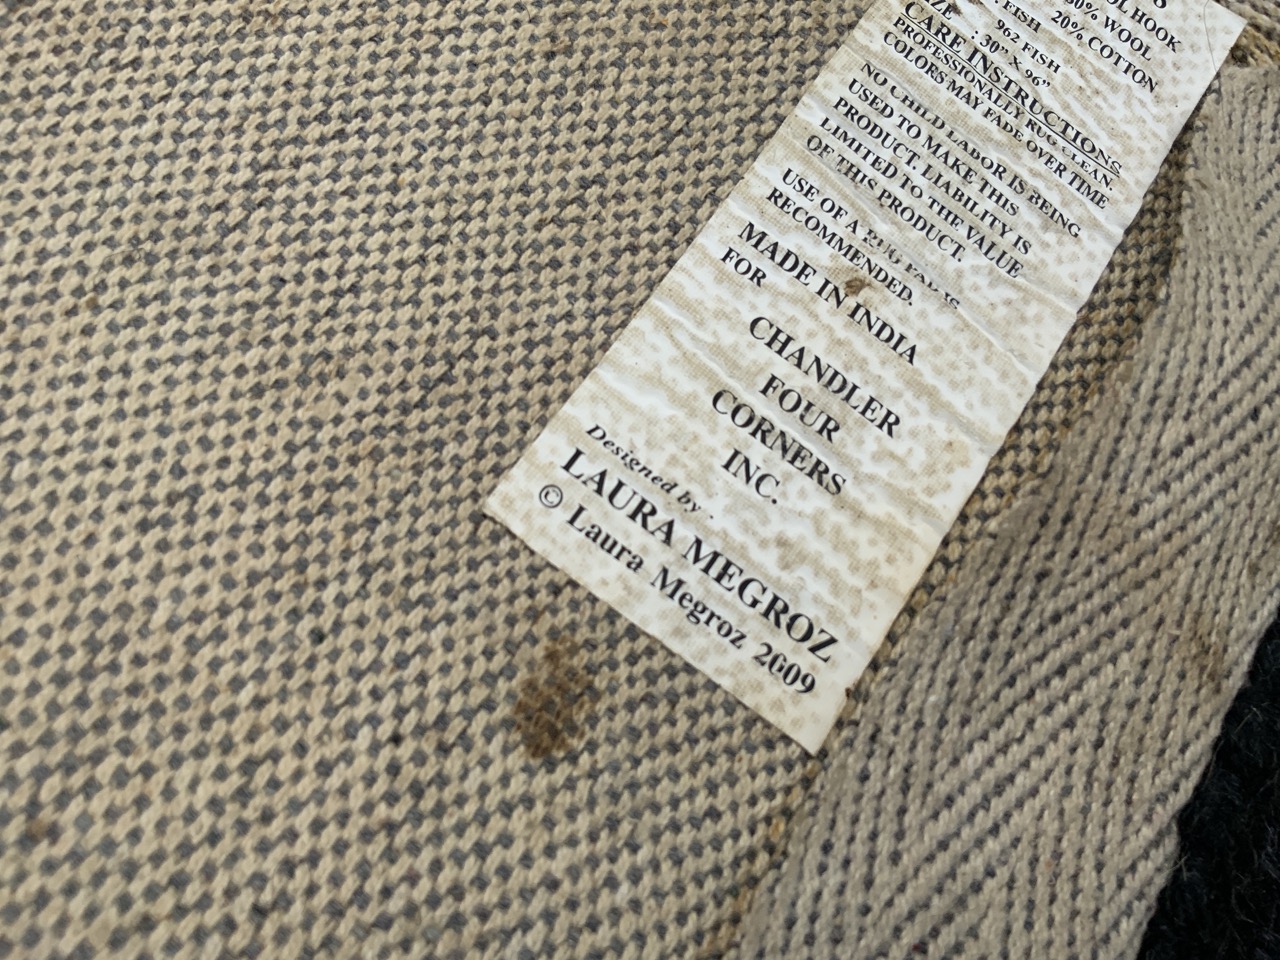 HOOK
80% WOOL
20% COTTON
FISH
962 FISH
: 30" X 96"
CARE INSTRUCTIONS
PROFESSIONALLY RUG CLEAN.
COLORS MAY FADE OVER TIME
NO CHILD LABOR IS BEING
USED TO MAKE THIS
PRODUCT. LIABILITY IS
LIMITED TO THE VALUE
OF THIS PRODUCT.
USE OF A RUG PAD IS
RECOMMENDED.
MADE IN INDIA
FOR
CHANDLER
FOUR
CORNERS
INC.
Designed by
LAURA MEGROZ
© Laura Megroz 2009